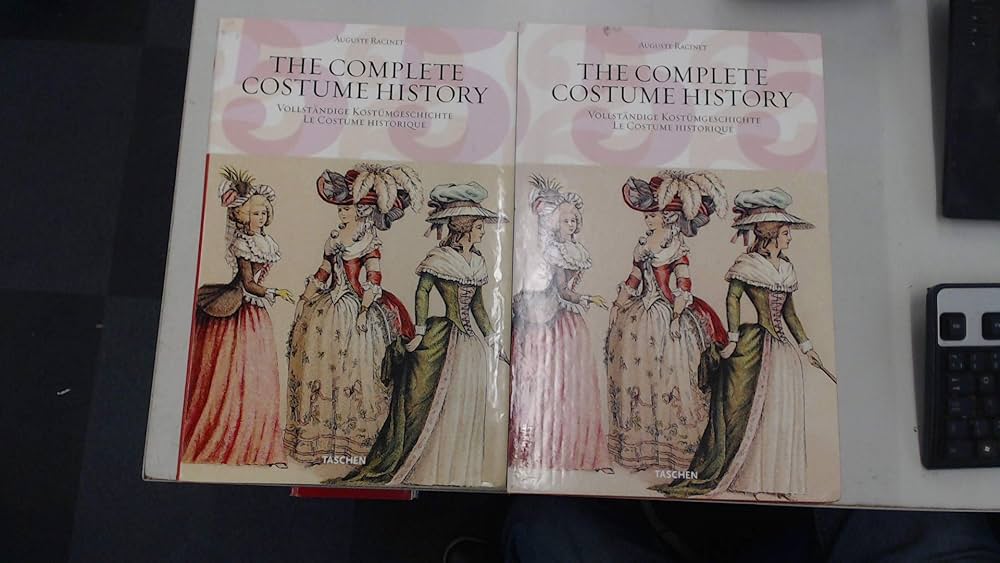 AUGUSTE RACINET
THE COMPLETE
COSTUME HISTORY
VOLLSTÄNDIGE KOSTÜMGESCHICHTE
LE COSTUME HISTORIQUE
TASCHEN
AUGUSTE RACINET
THE COMPLETE
COSTUME HISTORY
VOLLSTÄNDIGE KOSTÜMGESCHICHTE
LE COSTUME HISTORIQUE
TASCHEN